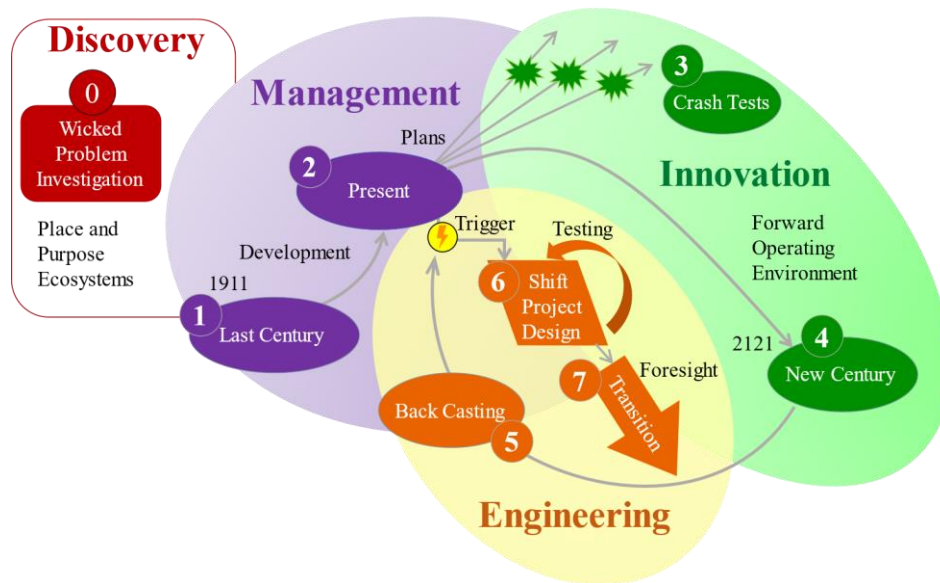 Discovery
0
Wicked
Problem
Investigation
Place and
Purpose
Ecosystems
Management
Plans
2
Present
Development
1911
1
Last Century
3
Crash Tests
Innovation
Forward
Operating
Environment
2121
4
New Century
Trigger
Testing
6
Shift
Project
Design
Foresight
7
Transition
Back Casting
5
Engineering